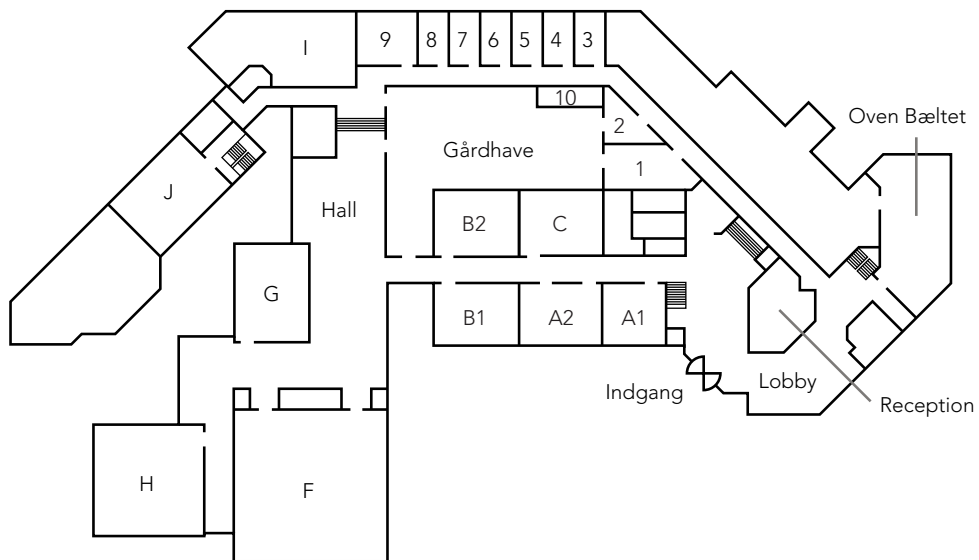 I
9
8
7
6
5
4
3
10
2
Oven Bæltet
Gårdhave
1
J
Hall
B2
C
G
B1
A2
A1
Indgang
Lobby
Reception
H
F